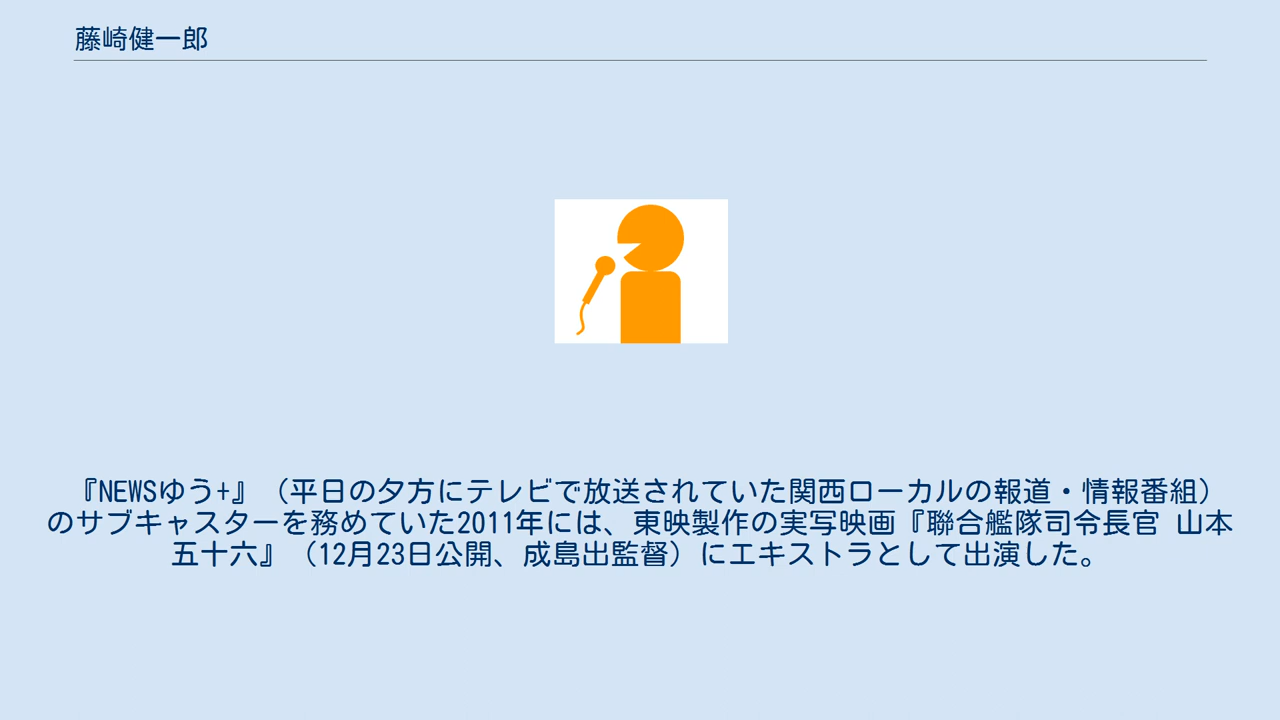 藤崎健一郎
『NEWSゆう+』（平日の夕方にテレビで放送されていた関西ローカルの報道・情報番組）
のサブキャスターを務めていた2011年には、東映製作の実写映画『聯合艦隊司令長官 山本
五十六』（12月23日公開、成島出監督）にエキストラとして出演した。